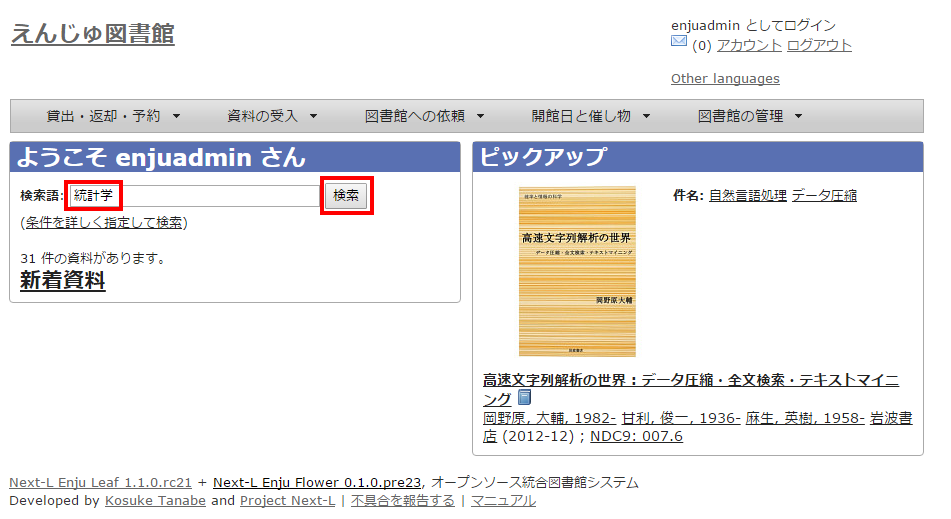 えんじゅ図書館
enjuadmin としてログイン
(0) アカウント ログアウト
Other languages
貸出・返却・予約 資料の受入 図書館への依頼 開館日と催し物 図書館の管理
ようこそ enjuadmin さん
検索語: 統計学 検索
(条件を詳しく指定して検索)
31 件の資料があります。
新着資料
ピックアップ
確率と情報の科学
高速文字列解析の世界
データ圧縮・全文検索・テキストマイニング
岡野原大輔
岩波書店
件名: 自然言語処理 データ圧縮
高速文字列解析の世界 : データ圧縮・全文検索・テキストマイニ
ング
岡野原, 大輔, 1982- 甘利, 俊一, 1936- 麻生, 英樹, 1958- 岩波書
店 (2012-12) ; NDC9: 007.6
Next-L Enju Leaf 1.1.0.rc21 + Next-L Enju Flower 0.1.0.pre23, オープンソース統合図書館システム
Developed by Kosuke Tanabe and Project Next-L | 不具合を報告する | マニュアル